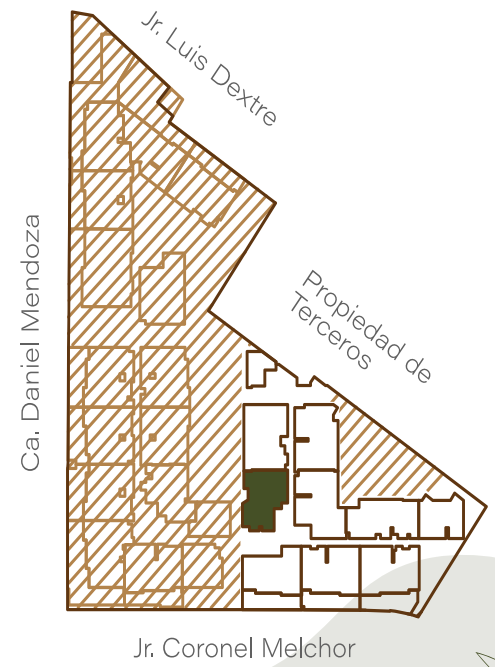 Jr. Luis Dextre
Ca. Daniel Mendoza
Propiedad de
Terceros
Jr. Coronel Melchor